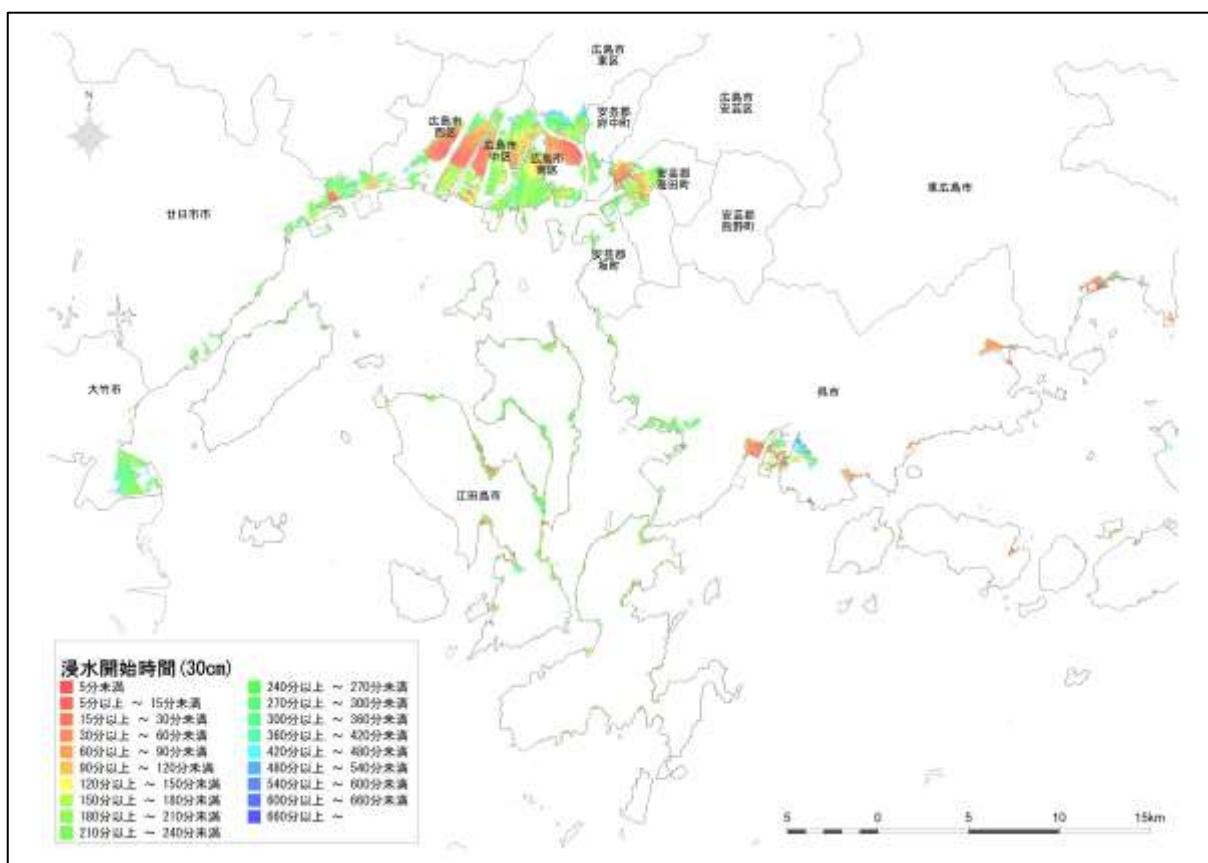 広島市
東区
広島市
安芸区
安芸郡
府中町
広島市
西区
広島市
中区
広島市
南区
安芸郡
海田町
東広島市
廿日市市
安芸郡
熊野町
安芸郡
坂町
大竹市
呉市
江田島市
N
浸水開始時間(30cm)
5分未満
5分以上 ～ 15分未満
15分以上 ～ 30分未満
30分以上 ～ 60分未満
60分以上 ～ 90分未満
90分以上 ～ 120分未満
120分以上 ～ 150分未満
150分以上 ～ 180分未満
180分以上 ～ 210分未満
210分以上 ～ 240分未満
240分以上 ～ 270分未満
270分以上 ～ 300分未満
300分以上 ～ 360分未満
360分以上 ～ 420分未満
420分以上 ～ 480分未満
480分以上 ～ 540分未満
540分以上 ～ 600分未満
600分以上 ～ 660分未満
660分以上 ～
5 0 5 10 15km